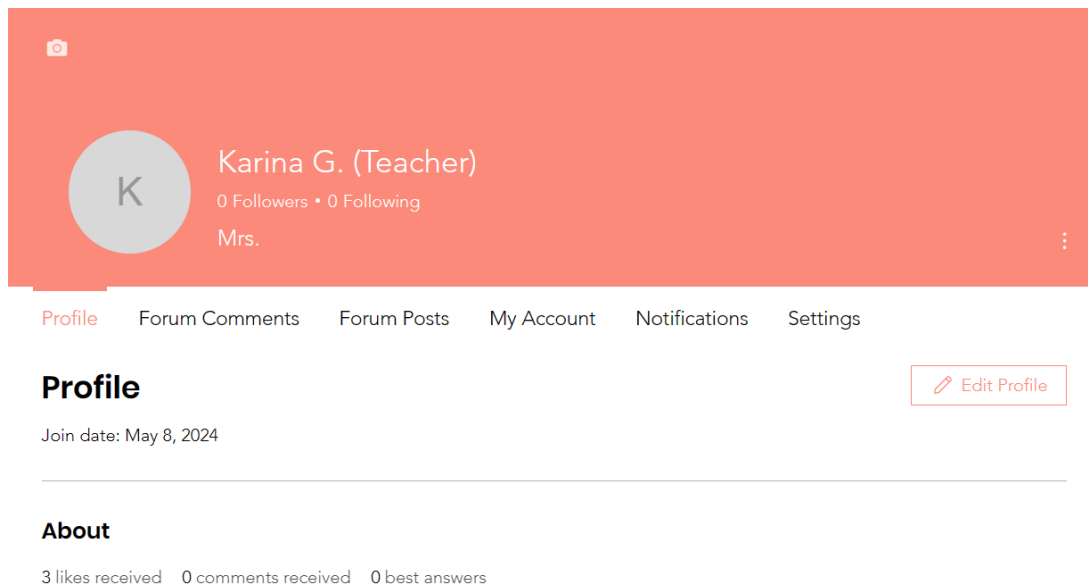 K
Karina G. (Teacher)
0 Followers • 0 Following
Mrs.
Profile Forum Comments Forum Posts My Account Notifications Settings
Profile
Edit Profile
Join date: May 8, 2024
About
3 likes received 0 comments received 0 best answers